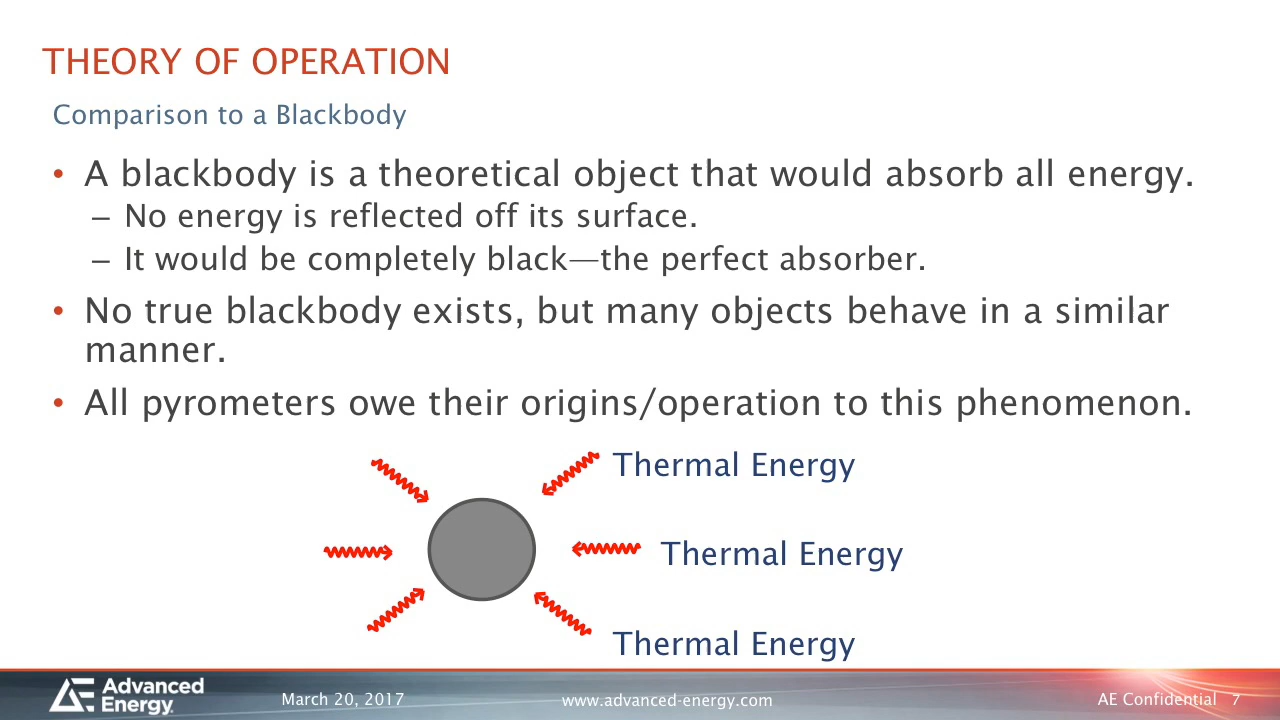 THEORY OF OPERATION
Comparison to a Blackbody
• A blackbody is a theoretical object that would absorb all energy.
– No energy is reflected off its surface.
– It would be completely black—the perfect absorber.
• No true blackbody exists, but many objects behave in a similar
manner.
• All pyrometers owe their origins/operation to this phenomenon.
Thermal Energy
Thermal Energy
Thermal Energy
Advanced
Energy
March 20, 2017
www.advanced-energy.com
AE Confidential 7